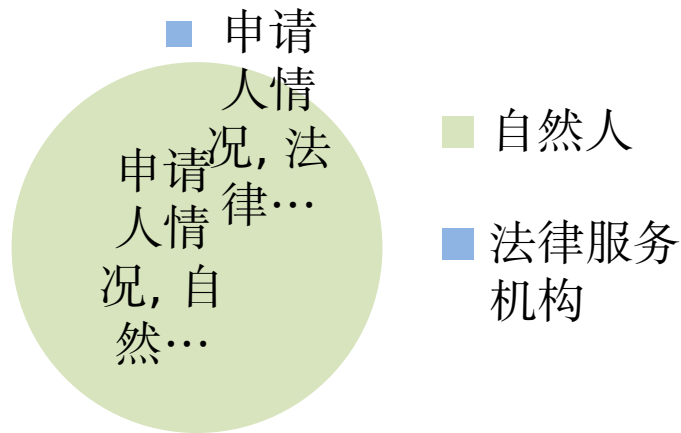 申请
人情
况, 法
律…
申请
人情
况, 自
然…
自然人
法律服务
机构